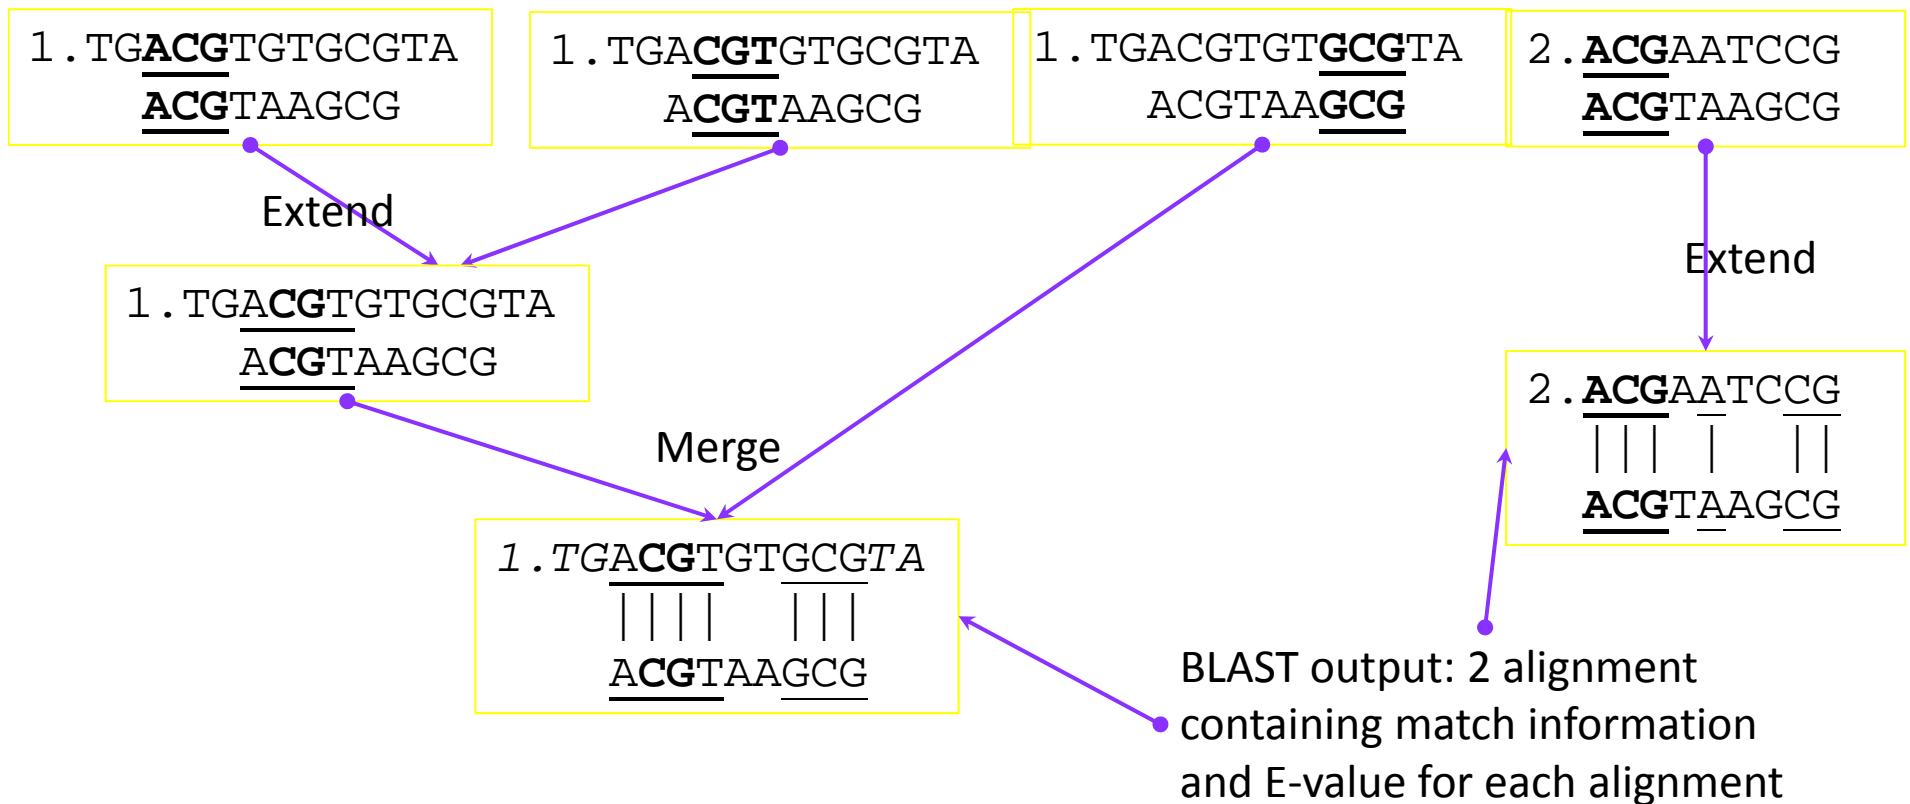 1.TGACGTGTGCGTA
ACGTAAGCG
1.TGACGTGTGCGTA
ACGTAAGCG
1.TGACGTGTGCGTA
ACGTAAGCG
2.ACGAATCCG
ACGTAAGCG
Extend
Extend
1.TGACGTGTGCGTA
ACGTAAGCG
2.ACGAATCCG
||| | ||
ACGTAAGCG
Merge
1.TGACGTGTGCGTA
|||| |||
ACGTAAGCG
BLAST output: 2 alignment
containing match information
and E-value for each alignment